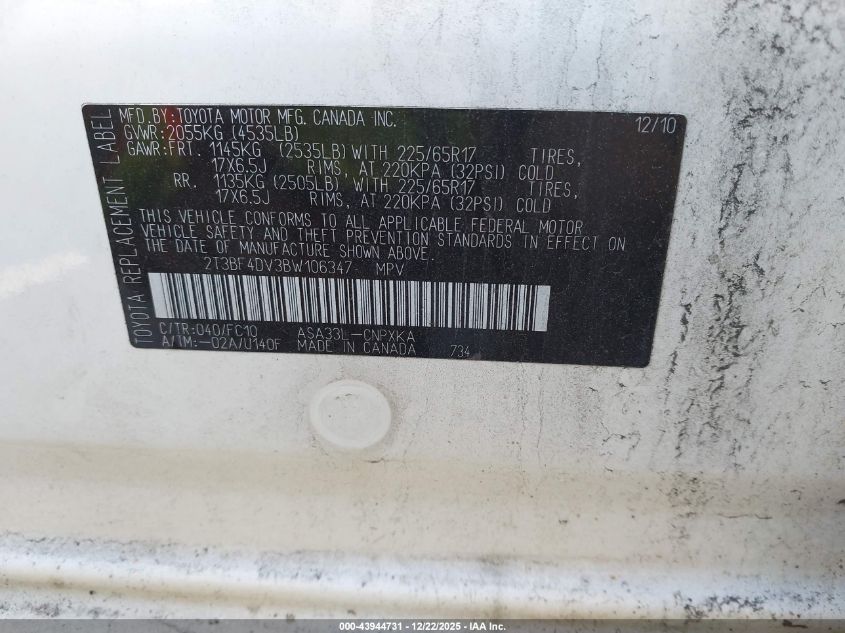 TOYOTA REPLACEMENT LABEL
MFD. BY: TOYOTA MOTOR MFG. CANADA INC. 12/10
GVWR: 2055KG (4535LB)
GAWR: FRT. 1145KG (2535LB) WITH 225/65R17 TIRES,
17X6.5J RIMS, AT 220KPA (32PSI) COLD
RR. 1135KG (2505LB) WITH 225/65R17 TIRES,
17X6.5J RIMS, AT 220KPA (32PSI) COLD
THIS VEHICLE CONFORMS TO ALL APPLICABLE FEDERAL MOTOR
VEHICLE SAFETY AND THEFT PREVENTION STANDARDS IN EFFECT ON
THE DATE OF MANUFACTURE SHOWN ABOVE.
2T3BF4DV3BW106347 MPV
C/TR: 040/FC10 ASA33L-CNPXKA
A/TM: -02A/U140F MADE IN CANADA 734
000-43944731 - 12/22/2025 - IAA Inc.